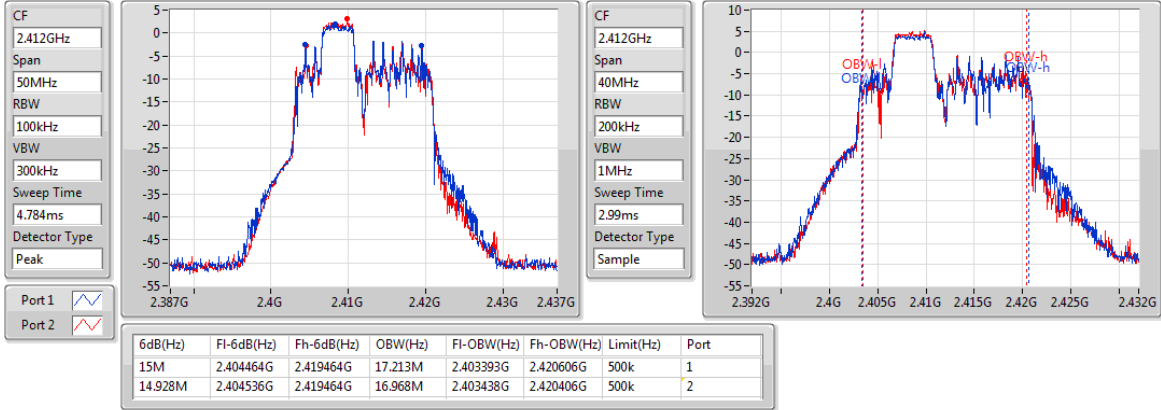 CF
2.412GHz
Span
50MHz
RBW
100kHz
VBW
300kHz
Sweep Time
4.784ms
Detector Type
Peak
Port 1
Port 2
5
0
-5
-10
-15
-20
-25
-30
-35
-40
-45
-50
-55
2.387G 2.4G 2.41G 2.42G 2.43G 2.437G
CF
2.412GHz
Span
40MHz
RBW
200kHz
VBW
1MHz
Sweep Time
2.99ms
Detector Type
Sample
10
5
0
-5
-10
-15
-20
-25
-30
-35
-40
-45
-50
-55
OBW-l
OBW-h
OBW-h
2.392G 2.4G 2.405G 2.41G 2.415G 2.42G 2.425G 2.432G
6dB(Hz) Fl-6dB(Hz) Fh-6dB(Hz) OBW(Hz) Fl-OBW(Hz) Fh-OBW(Hz) Limit(Hz) Port
15M 2.404464G 2.419464G 17.213M 2.403393G 2.420606G 500k 1
14.928M 2.404536G 2.419464G 16.968M 2.403438G 2.420406G 500k 2